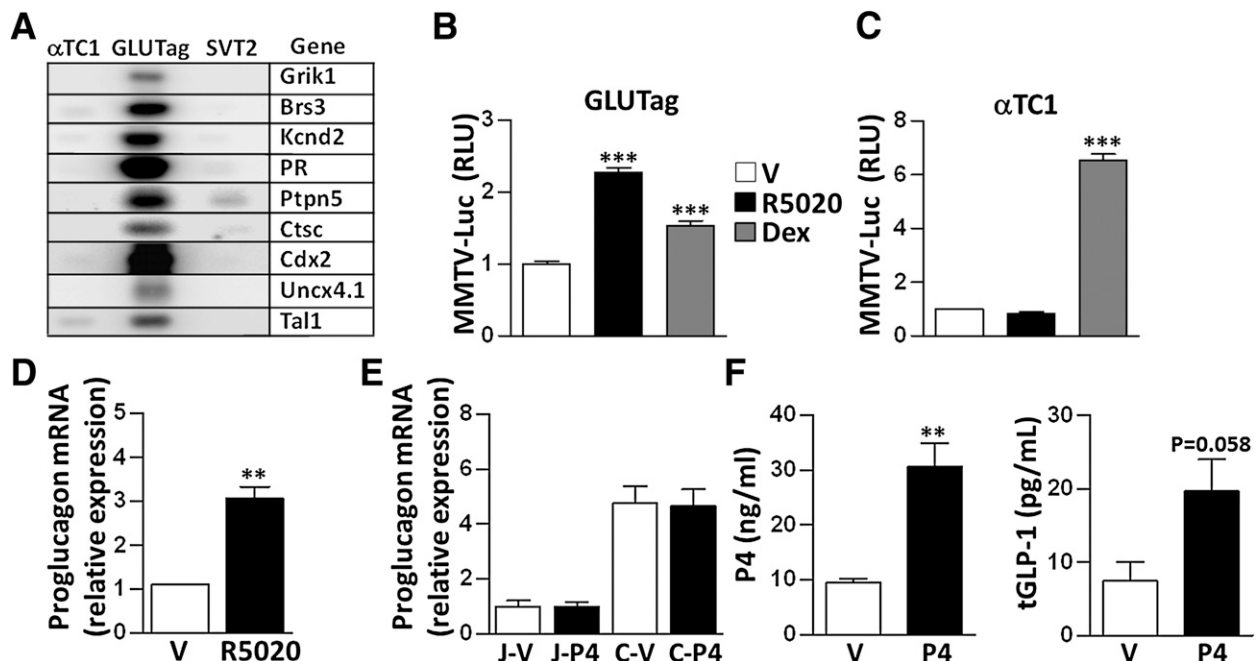 A
αTC1 GLUTag SVT2 Gene
Grik1
Brs3
Kcnd2
PR
Ptpn5
Ctsc
Cdx2
Uncx4.1
Tal1
B
GLUTag
MMTV-Luc (RLU)
3
2
1
0
***
***
V
R5020
Dex
C
αTC1
MMTV-Luc (RLU)
8
6
4
2
0
***
D
Proglucagon mRNA
(relative expression)
5
4
3
2
1
0
**
V R5020
E
Proglucagon mRNA
(relative expression)
8
6
4
2
0
J-V J-P4 C-V C-P4
F
P4 (ng/ml)
40
30
20
10
0
**
V P4
tGLP-1 (pg/mL)
30
20
10
0
P=0.058
V P4